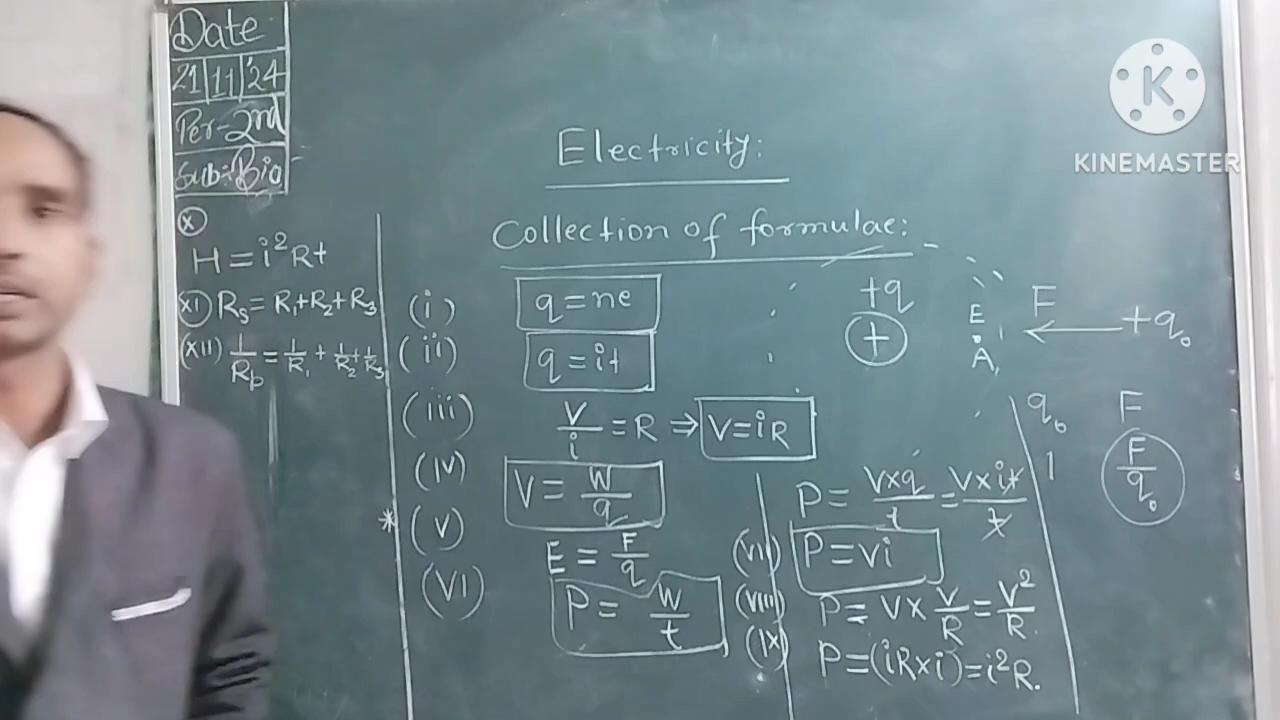 Date
21/11/'24
Per-2nd
Sub:-Bio
(X)
H = i²Rt
(XI) Rs = R₁+R₂+R₃
(XII) 1/Rp = 1/R₁ + 1/R₂ + 1/R₃
Electricity:
Collection of formulae:-
(i) q = ne
(ii) q = it
(iii) V/i = R ⇒ V = iR
(iv) V = W/q
* (v) E = F/q
(VI) P = W/t
P = V×q/t = V×it/t
(VII) P = Vi
(VIII) P = V× V/R = V²/R.
(IX) P = (iR×i) = i²R.
+q
+
E.
A,
F
+q₀
q₀ F
1 F/q₀
K
KINEMASTER